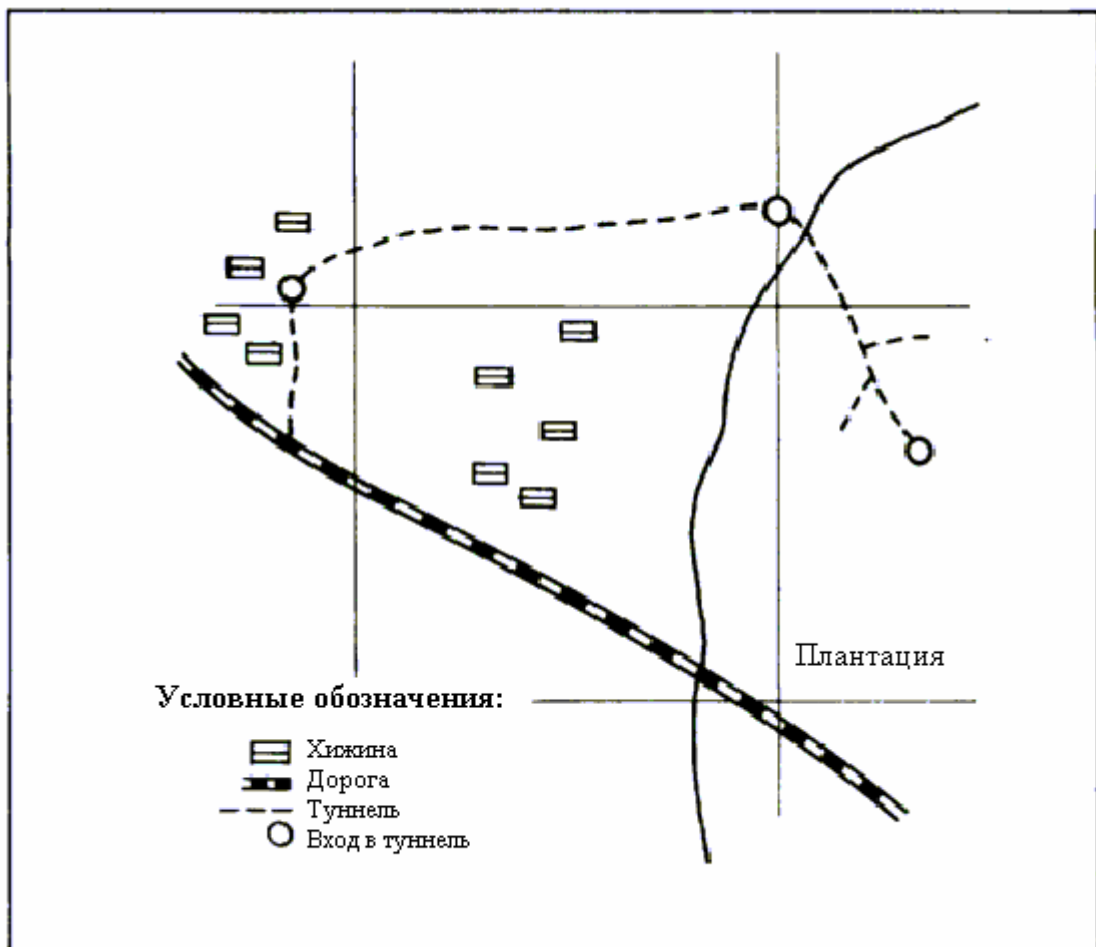 Плантация
Условные обозначения:
Хижина
Дорога
Туннель
Вход в туннель